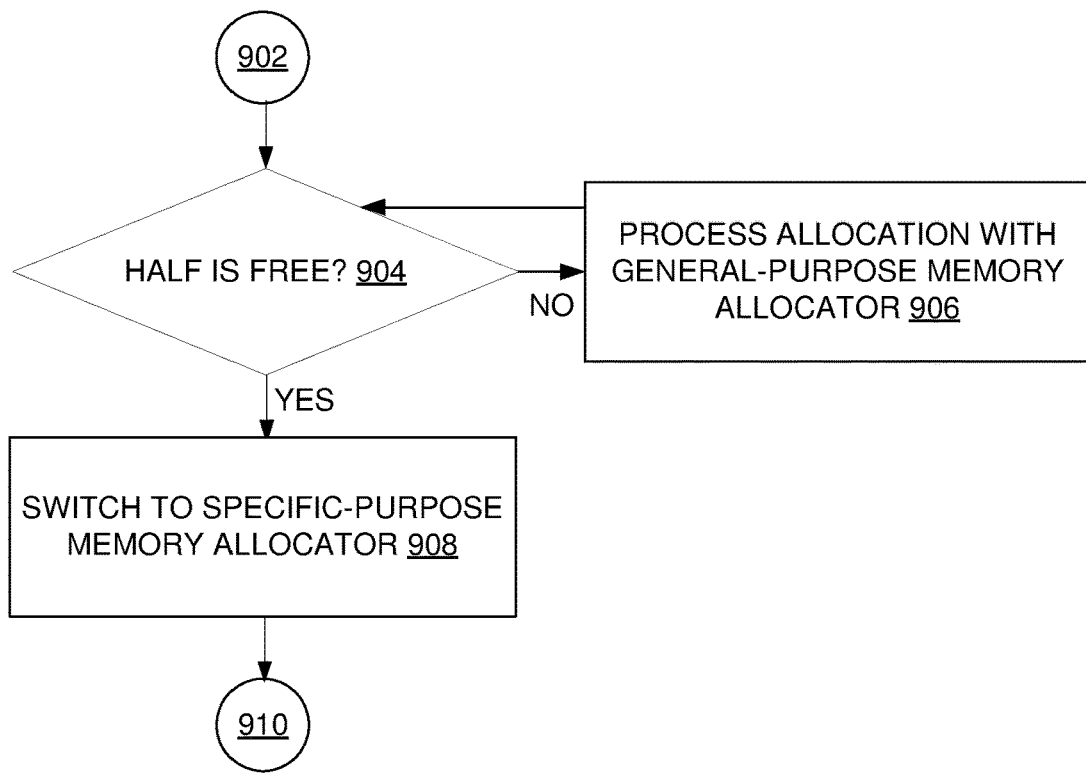 902
HALF IS FREE? 904
NO
PROCESS ALLOCATION WITH
GENERAL-PURPOSE MEMORY
ALLOCATOR 906
YES
SWITCH TO SPECIFIC-PURPOSE
MEMORY ALLOCATOR 908
910